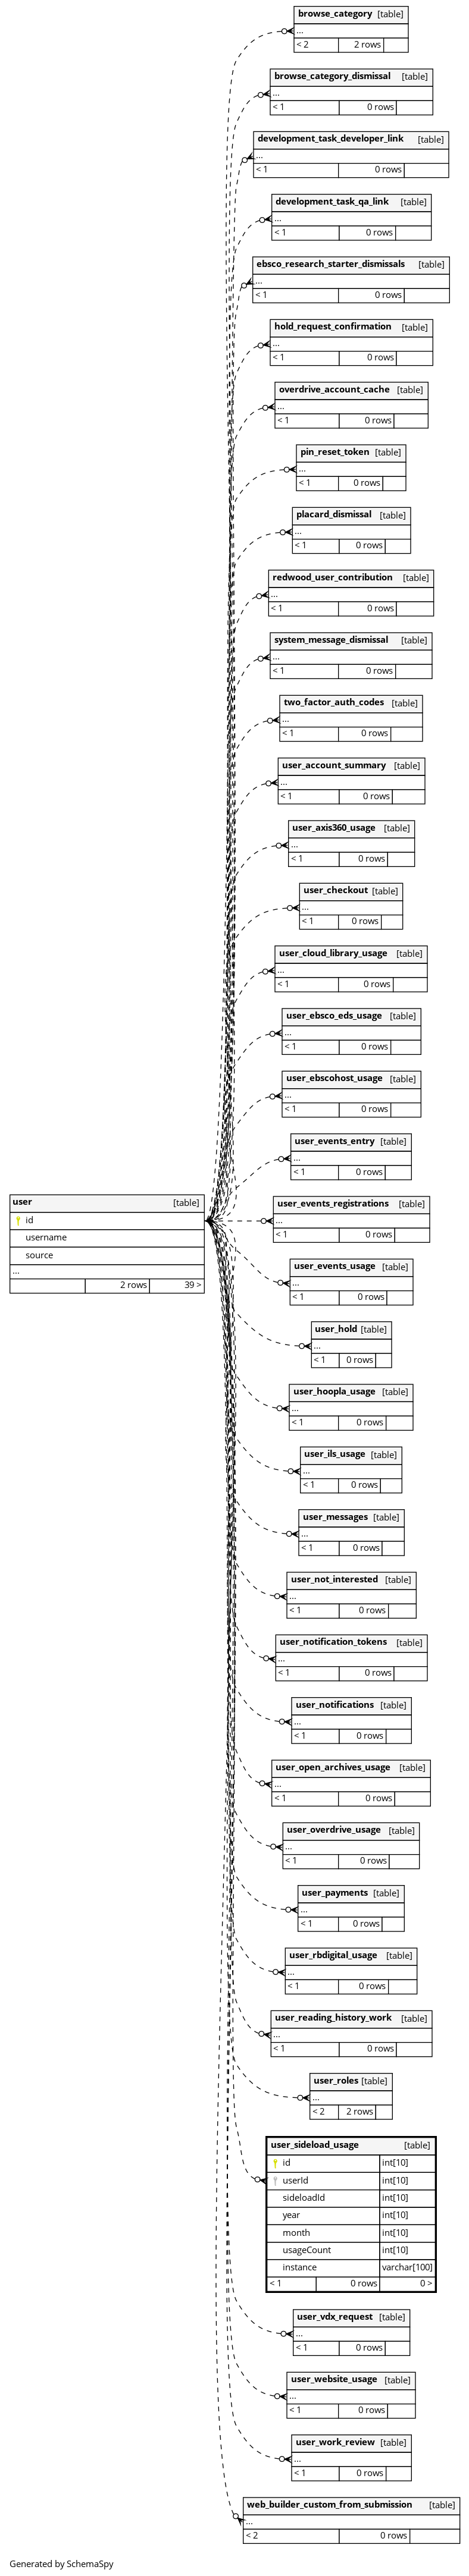 browse_category [table]
...
< 2 2 rows
browse_category_dismissal [table]
...
< 1 0 rows
development_task_developer_link [table]
...
< 1 0 rows
development_task_qa_link [table]
...
< 1 0 rows
ebsco_research_starter_dismissals [table]
...
< 1 0 rows
hold_request_confirmation [table]
...
< 1 0 rows
overdrive_account_cache [table]
...
< 1 0 rows
pin_reset_token [table]
...
< 1 0 rows
placard_dismissal [table]
...
< 1 0 rows
redwood_user_contribution [table]
...
< 1 0 rows
system_message_dismissal [table]
...
< 1 0 rows
two_factor_auth_codes [table]
...
< 1 0 rows
user_account_summary [table]
...
< 1 0 rows
user_axis360_usage [table]
...
< 1 0 rows
user_checkout [table]
...
< 1 0 rows
user_cloud_library_usage [table]
...
< 1 0 rows
user_ebsco_eds_usage [table]
...
< 1 0 rows
user_ebscohost_usage [table]
...
< 1 0 rows
user_events_entry [table]
...
< 1 0 rows
user [table]
id
username
source
...
2 rows 39 >
user_events_registrations [table]
...
< 1 0 rows
user_events_usage [table]
...
< 1 0 rows
user_hold [table]
...
< 1 0 rows
user_hoopla_usage [table]
...
< 1 0 rows
user_ils_usage [table]
...
< 1 0 rows
user_messages [table]
...
< 1 0 rows
user_not_interested [table]
...
< 1 0 rows
user_notification_tokens [table]
...
< 1 0 rows
user_notifications [table]
...
< 1 0 rows
user_open_archives_usage [table]
...
< 1 0 rows
user_overdrive_usage [table]
...
< 1 0 rows
user_payments [table]
...
< 1 0 rows
user_rbdigital_usage [table]
...
< 1 0 rows
user_reading_history_work [table]
...
< 1 0 rows
user_roles [table]
...
< 2 2 rows
user_sideload_usage [table]
id int[10]
userId int[10]
sideloadId int[10]
year int[10]
month int[10]
usageCount int[10]
instance varchar[100]
< 1 0 rows 0 >
user_vdx_request [table]
...
< 1 0 rows
user_website_usage [table]
...
< 1 0 rows
user_work_review [table]
...
< 1 0 rows
web_builder_custom_from_submission [table]
...
< 2 0 rows
Generated by SchemaSpy